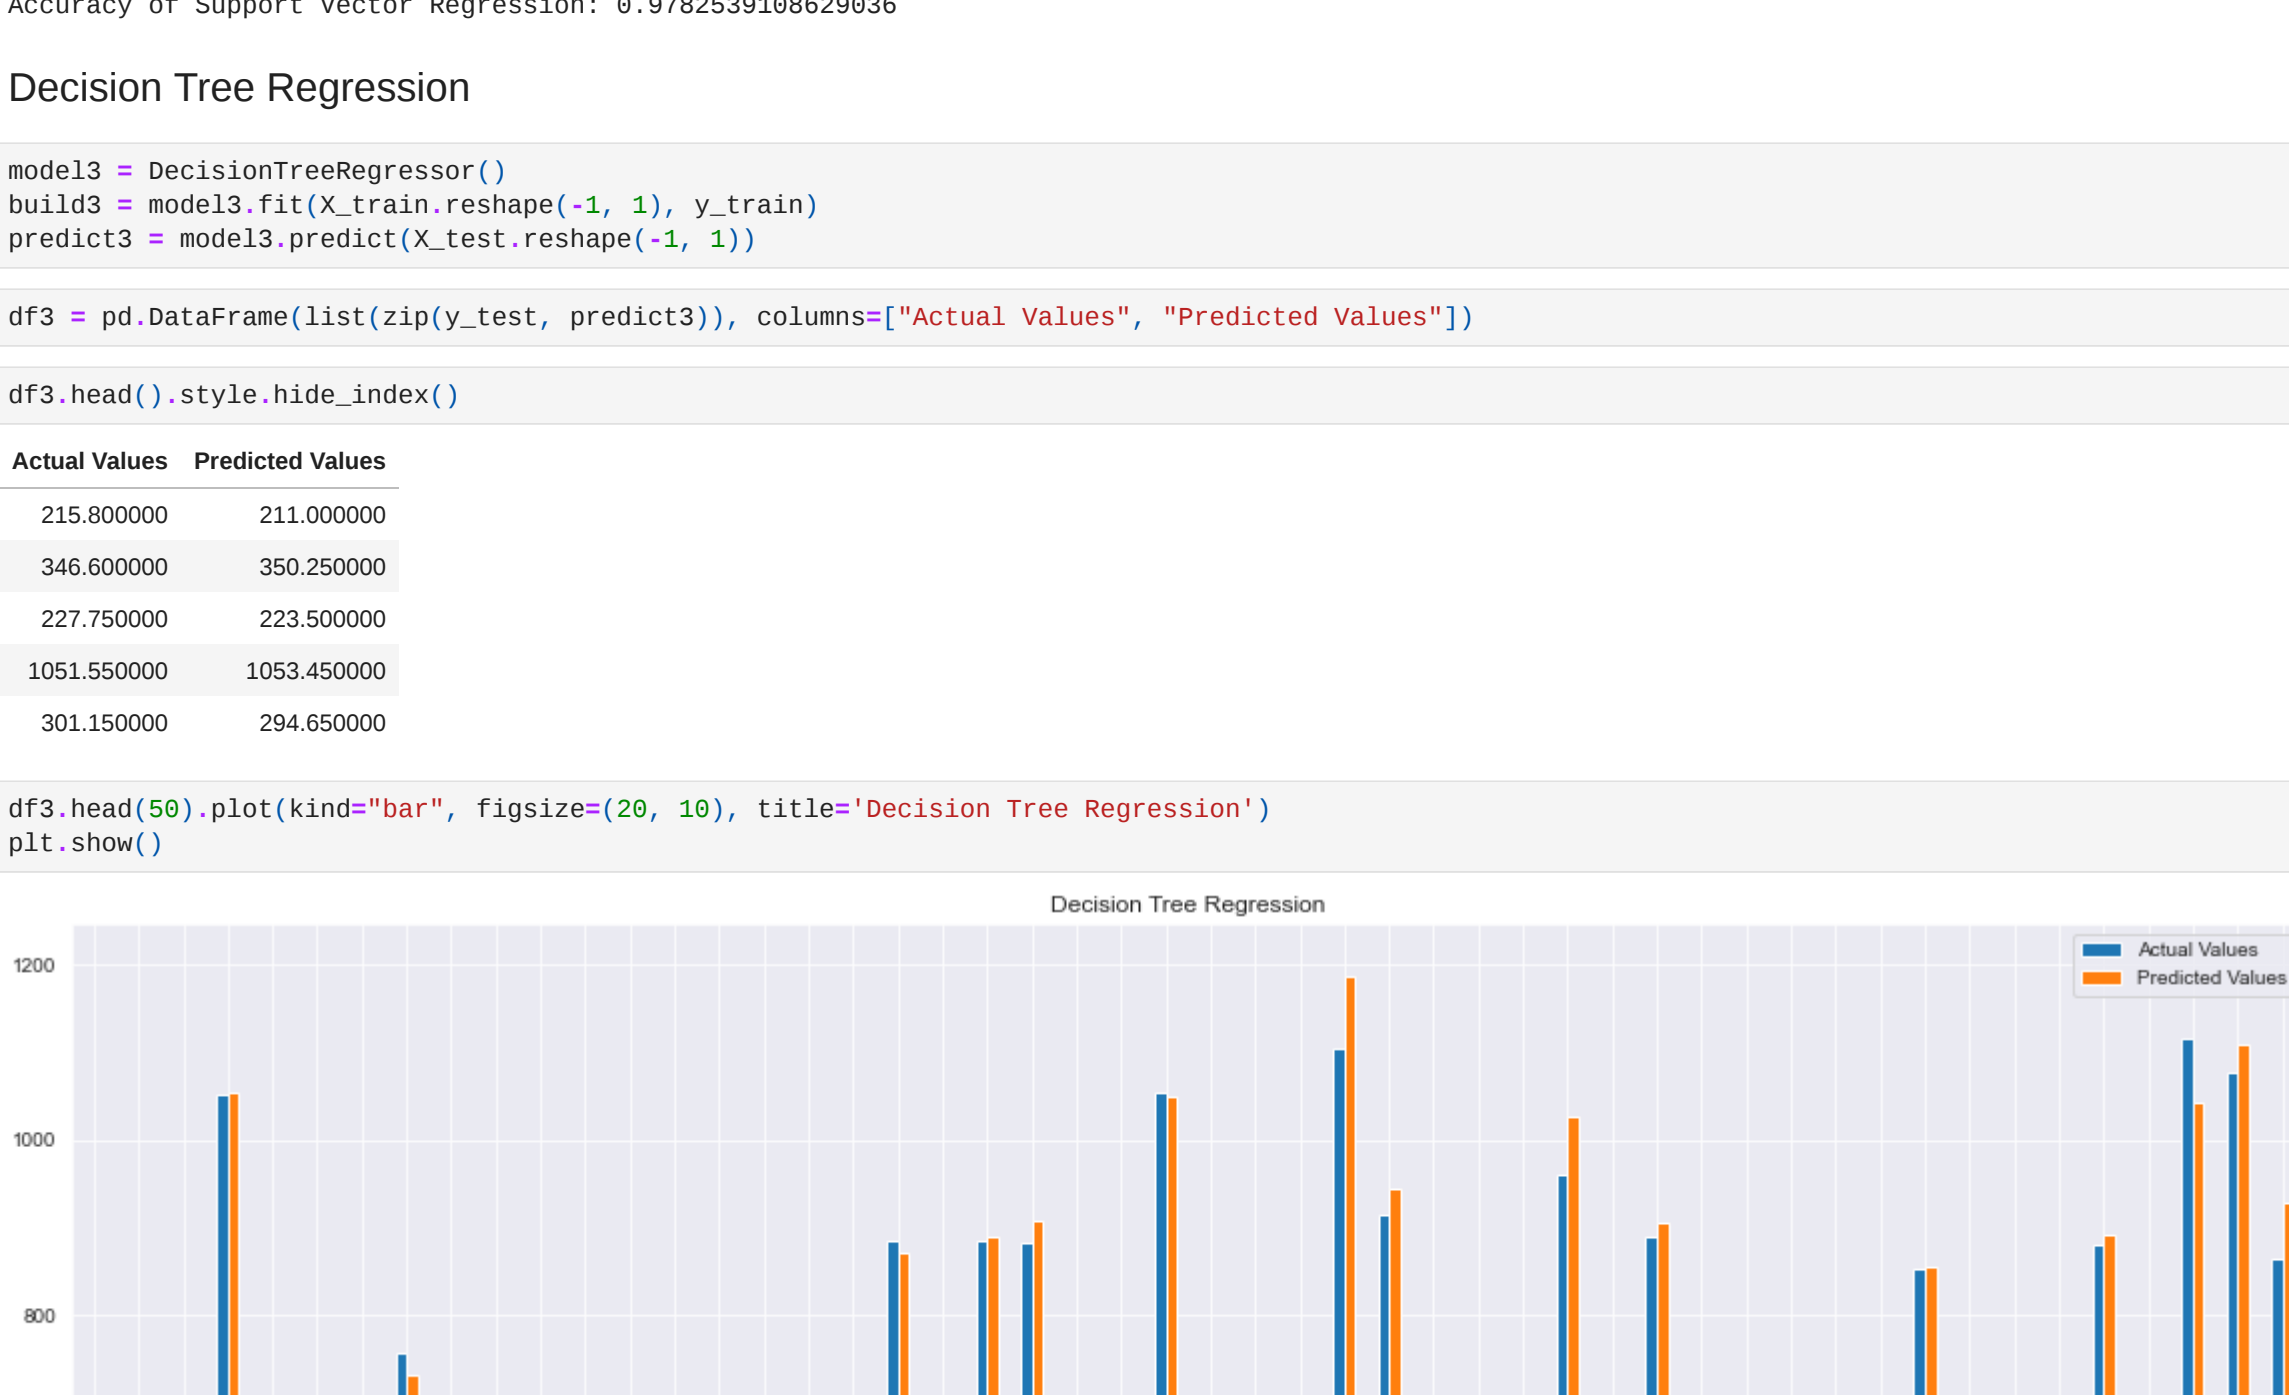 Accuracy of Support Vector Regression: 0.9782539108629036
Decision Tree Regression
model3 = DecisionTreeRegressor()
build3 = model3.fit(X_train.reshape(-1, 1), y_train)
predict3 = model3.predict(X_test.reshape(-1, 1))
df3 = pd.DataFrame(list(zip(y_test, predict3)), columns=["Actual Values", "Predicted Values"])
df3.head().style.hide_index()
Actual Values Predicted Values
215.800000 211.000000
346.600000 350.250000
227.750000 223.500000
1051.550000 1053.450000
301.150000 294.650000
df3.head(50).plot(kind="bar", figsize=(20, 10), title='Decision Tree Regression')
plt.show()
Decision Tree Regression
Actual Values
Predicted Values
1200
1000
800